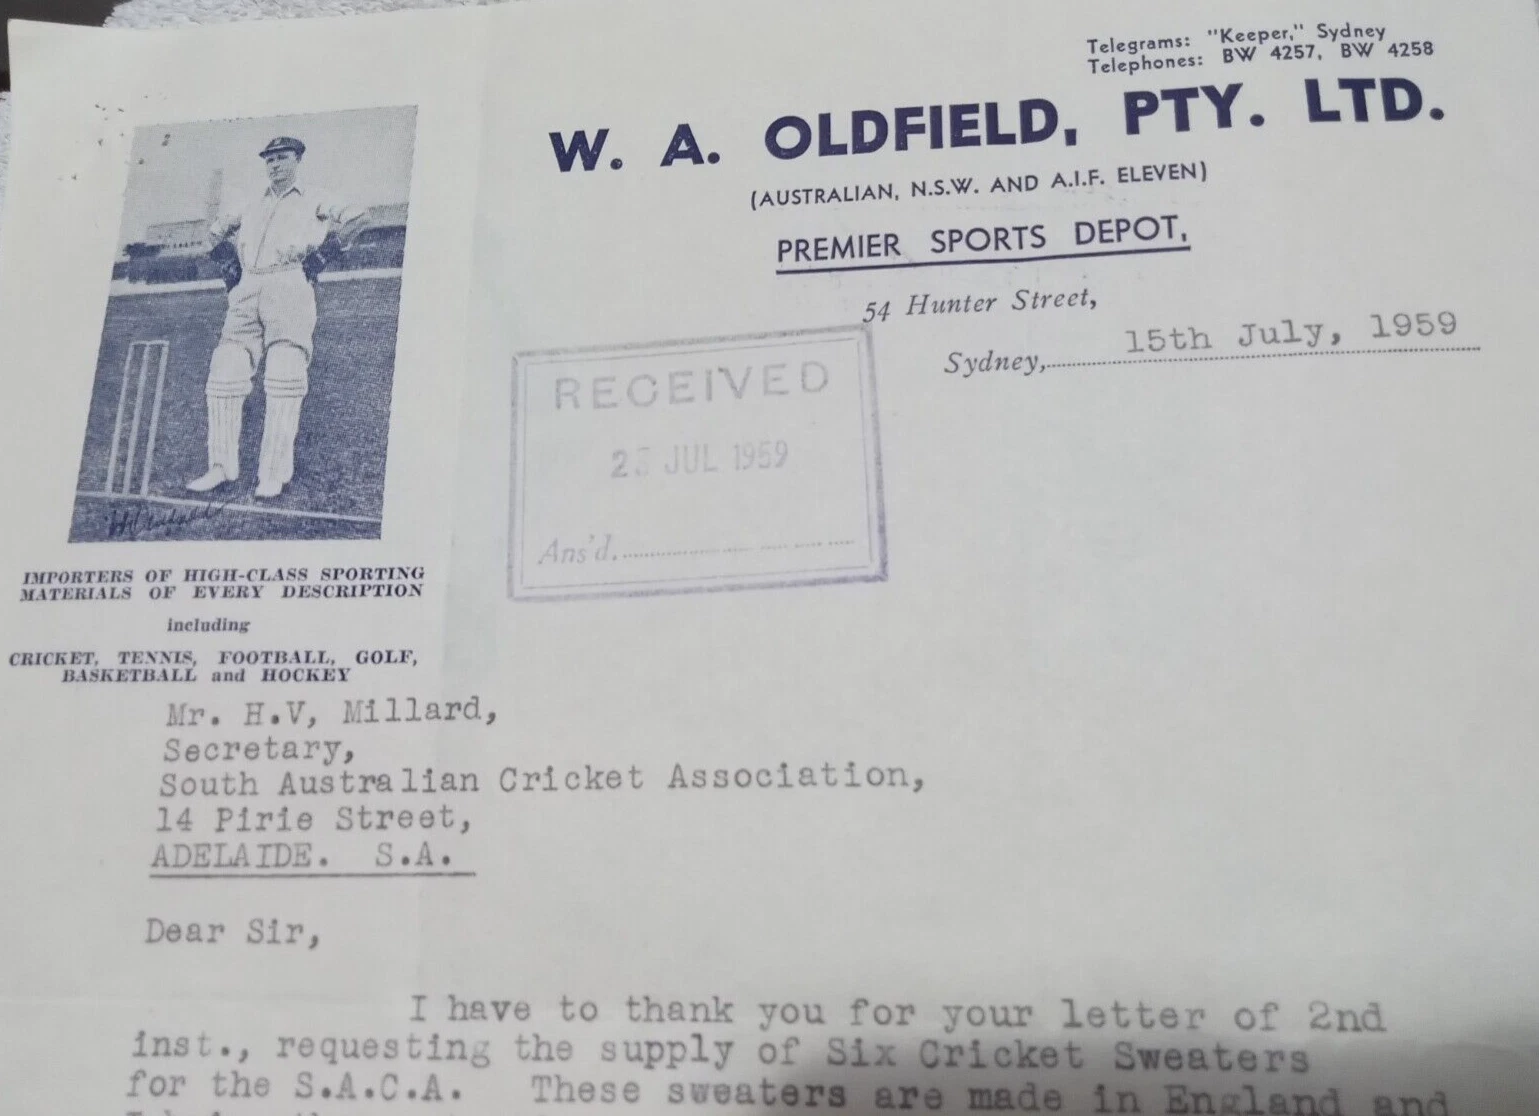 Telegrams: "Keeper," Sydney
Telephones: BW 4257, BW 4258
W. A. OLDFIELD, PTY. LTD.
(AUSTRALIAN, N.S.W. AND A.I.F. ELEVEN)
PREMIER SPORTS DEPOT,
54 Hunter Street,
Sydney, 15th July, 1959
RECEIVED
JUL 1959
Ans'd.
IMPORTERS OF HIGH-CLASS SPORTING
MATERIALS OF EVERY DESCRIPTION
including
CRICKET, TENNIS, FOOTBALL, GOLF,
BASKETBALL and HOCKEY
Mr. H.V, Millard,
Secretary,
South Australian Cricket Association,
14 Pirie Street,
ADELAIDE. S.A.
Dear Sir,
I have to thank you for your letter of 2nd
inst., requesting the supply of Six Cricket Sweaters
for the S.A.C.A. These sweaters are made in England and